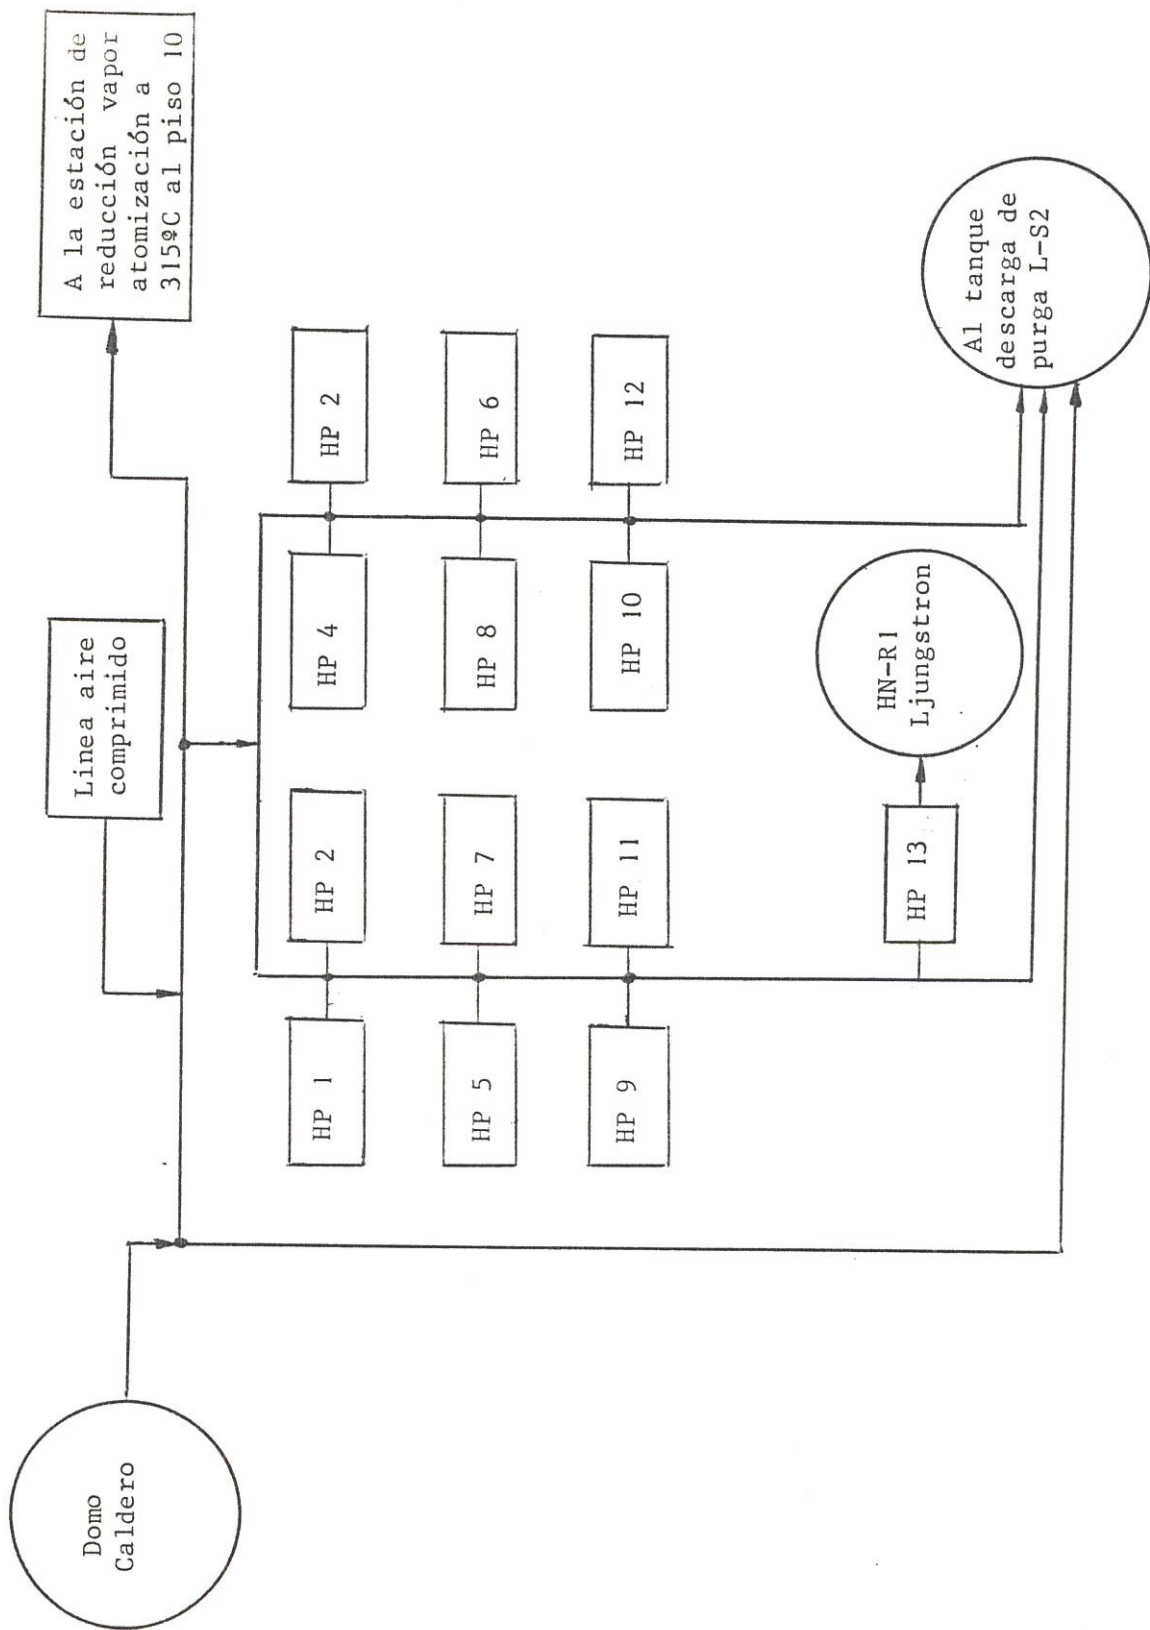 A la estación de
reducción vapor
atomización a
315ºC al piso 10
Linea aire
comprimido
Domo
Caldero
HP 1
HP 2
HP 4
HP 2
HP 5
HP 7
HP 8
HP 6
HP 9
HP 11
HP 10
HP 12
HP 13
HN-R1
Ljungstron
Al tanque
descarga de
purga L-S2